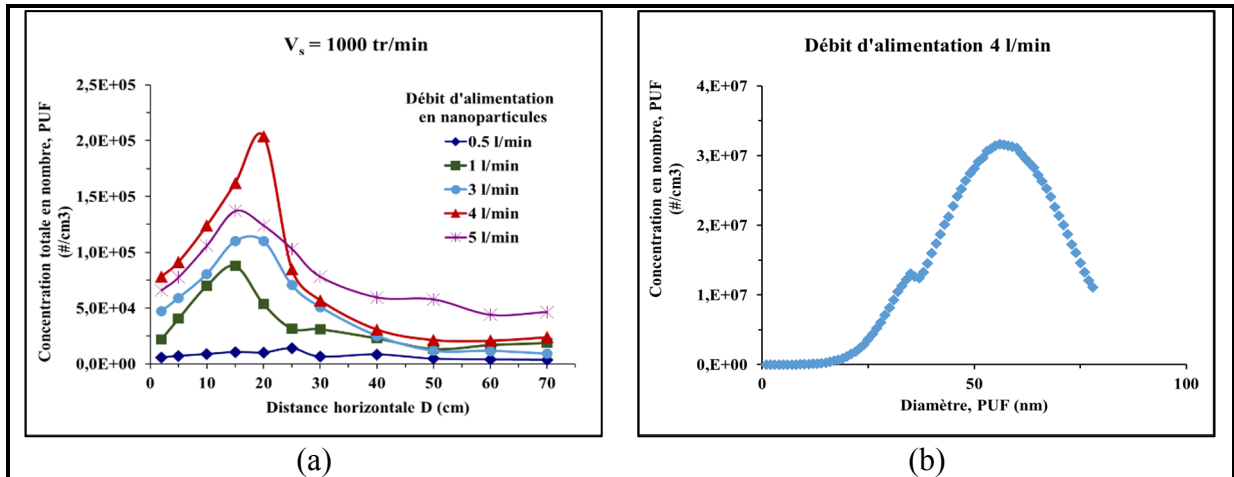 V_s = 1000 tr/min
Concentration totale en nombre, PUF
(#/cm3)
2,5E+05
2,0E+05
1,5E+05
1,0E+05
5,0E+04
0,0E+00
Débit d'alimentation
en nanoparticules
0.5 l/min
1 l/min
3 l/min
4 l/min
5 l/min
0 10 20 30 40 50 60 70
Distance horizontale D (cm)
(a)
Débit d'alimentation 4 l/min
Concentration en nombre, PUF
(#/cm3)
4,E+07
3,E+07
2,E+07
1,E+07
0,E+00
0 50 100
Diamètre, PUF (nm)
(b)